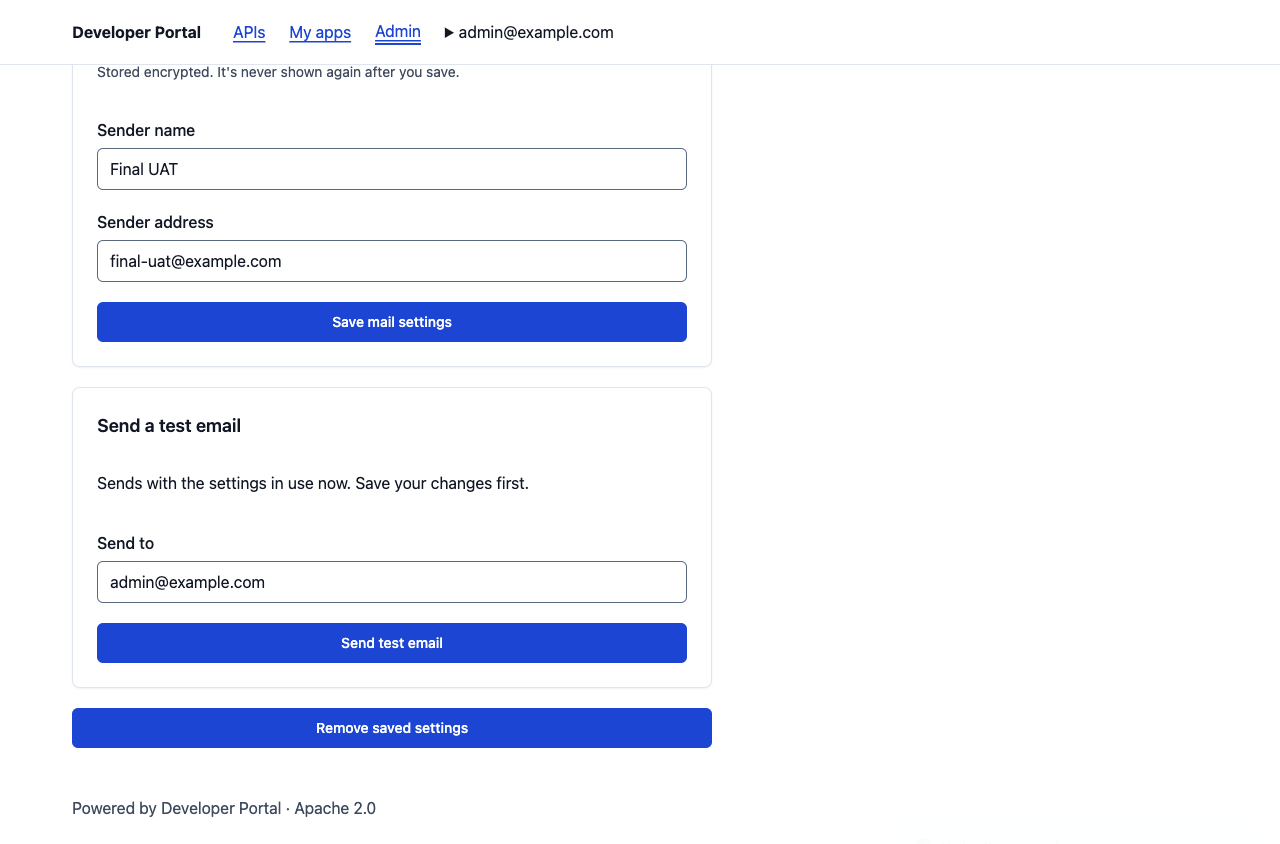 Developer Portal APIs My apps Admin ▶ admin@example.com
Stored encrypted. It's never shown again after you save.
Sender name
Final UAT
Sender address
final-uat@example.com
Save mail settings
Send a test email
Sends with the settings in use now. Save your changes first.
Send to
admin@example.com
Send test email
Remove saved settings
Powered by Developer Portal · Apache 2.0